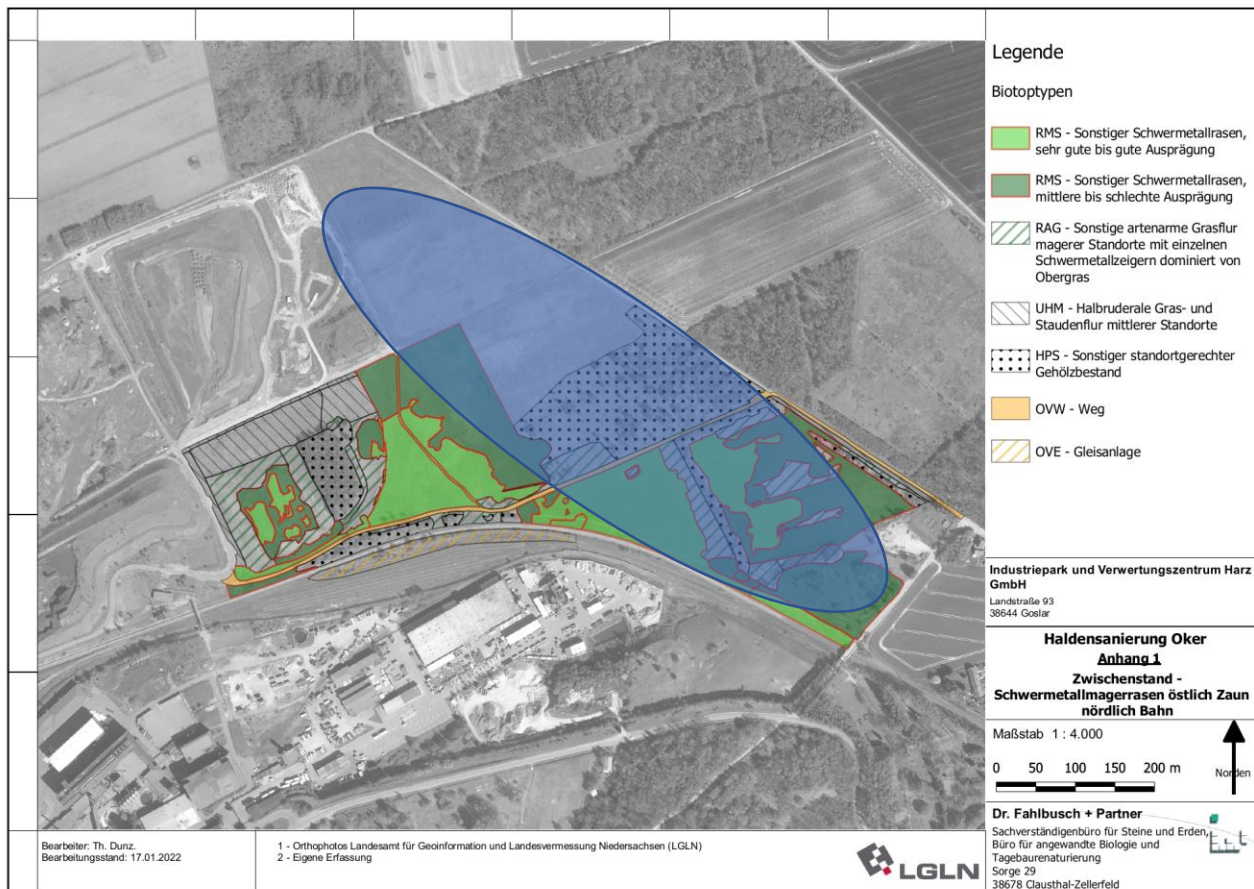 Legende
Biotoptypen
RMS - Sonstiger Schwermetallrasen,
sehr gute bis gute Ausprägung
RMS - Sonstiger Schwermetallrasen,
mittlere bis schlechte Ausprägung
RAG - Sonstige artenarme Grasflur
magerer Standorte mit einzelnen
Schwermetallzeigern dominiert von
Obergras
UHM - Halbruderale Gras- und
Staudenflur mittlerer Standorte
HPS - Sonstiger standortgerechter
Gehölzbestand
OVW - Weg
OVE - Gleisanlage
Industriepark und Verwertungszentrum Harz
GmbH
Landstraße 93
38644 Goslar
Haldensanierung Oker
Anhang 1
Zwischenstand -
Schwermetallmagerrasen östlich Zaun
nördlich Bahn
Maßstab 1 : 4.000
0 50 100 150 200 m
Norden
Dr. Fahlbusch + Partner
Sachverständigenbüro für Steine und Erden,
Büro für angewandte Biologie und
Tagebaurenaturierung
Sorge 29
38678 Clausthal-Zellerfeld
Bearbeiter: Th. Dunz.
Bearbeitungsstand: 17.01.2022
1 - Orthophotos Landesamt für Geoinformation und Landesvermessung Niedersachsen (LGLN)
2 - Eigene Erfassung
LGLN